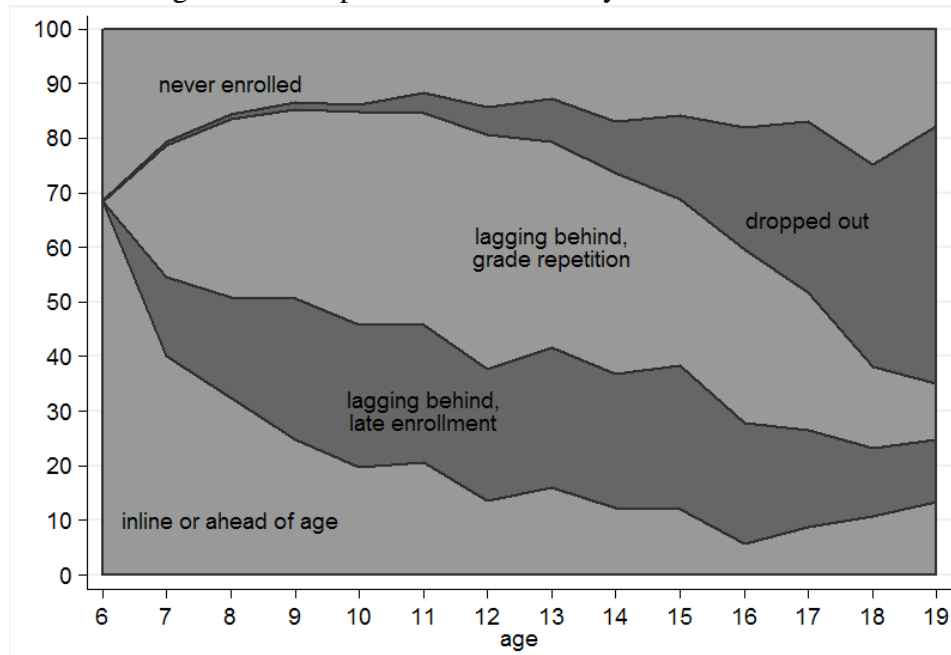 100
90
80
70
60
50
40
30
20
10
0
never enrolled
dropped out
lagging behind,
grade repetition
lagging behind,
late enrollment
inline or ahead of age
6 7 8 9 10 11 12 13 14 15 16 17 18 19
age